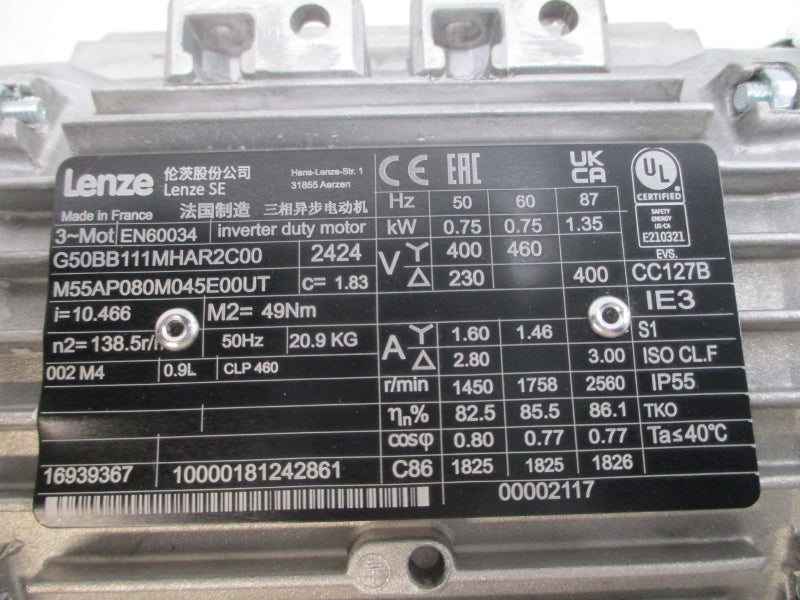 Lenze 伦茨股份公司 Lenze SE
Hans-Lenze-Str. 1
31855 Aerzen
Made in France 法国制造 三相异步电动机
3~Mot EN60034 inverter duty motor
G50BB111MHAR2C00 2424
M55AP080M045E00UT c= 1.83
i=10.466 M2= 49Nm
n2=138.5r/ 50Hz 20.9 KG
002 M4 0.9L CLP 460
16939367 10000181242861
CE EAC UK CA
Hz 50 60 87
kW 0.75 0.75 1.35
V Y 400 460
△ 230 400
A Y 1.60 1.46
△ 2.80 3.00
r/min 1450 1758 2560
ηn% 82.5 85.5 86.1
cosφ 0.80 0.77 0.77
C86 1825 1825 1826
00002117
UL
CERTIFIED
SAFETY
ENERGY
US-CA
E210321
EVS.
CC127B
IE3
S1
ISO CL.F
IP55
TKO
Ta≤40°C